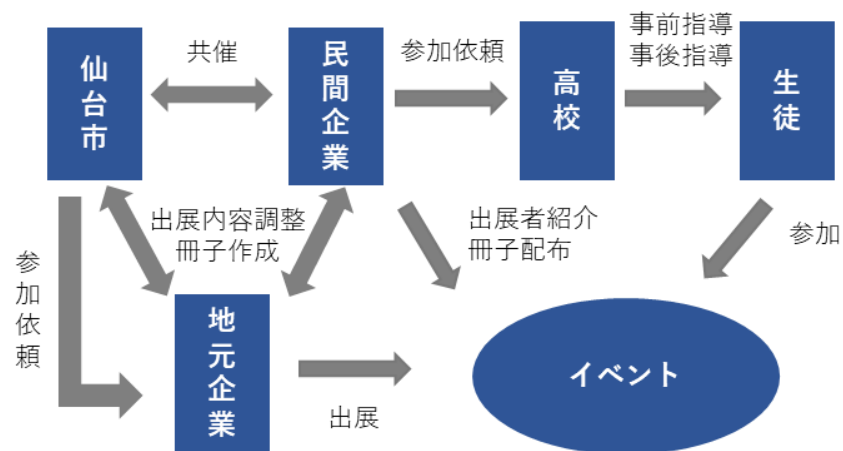 仙台市
共催
民間企業
参加依頼
高校
事前指導
事後指導
生徒
参加依頼
出展内容調整
冊子作成
出展者紹介
冊子配布
参加
地元企業
出展
イベント